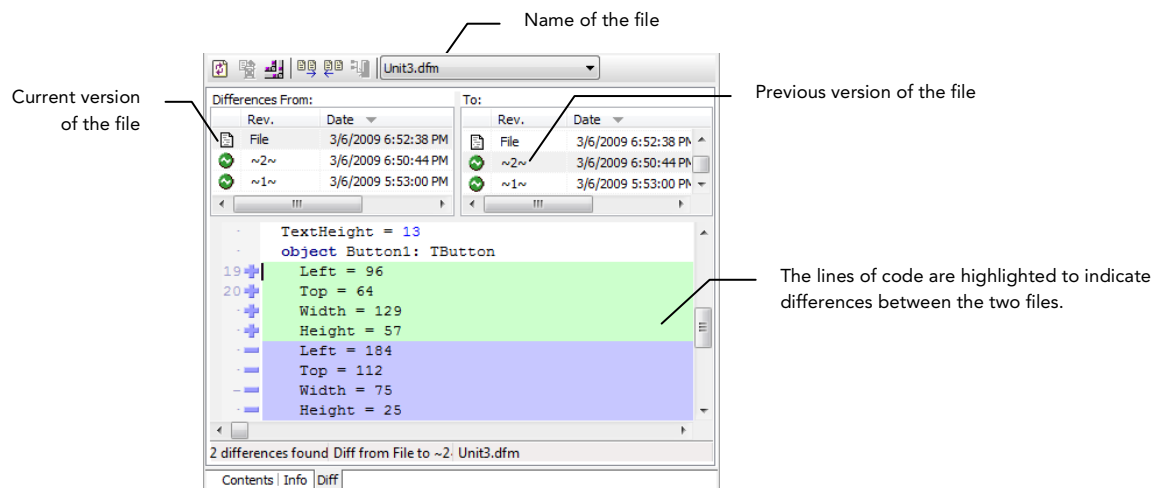 Name of the file
Unit3.dfm
Current version
of the file
Previous version of the file
Differences From:
To:
Rev. Date
File 3/6/2009 6:52:38 PM
~2~ 3/6/2009 6:50:44 PM
~1~ 3/6/2009 5:53:00 PM
Rev. Date
File 3/6/2009 6:52:38 PM
~2~ 3/6/2009 6:50:44 PM
~1~ 3/6/2009 5:53:00 PM
TextHeight = 13
object Button1: TButton
19 Left = 96
20 Top = 64
Width = 129
Height = 57
Left = 184
Top = 112
Width = 75
Height = 25
The lines of code are highlighted to indicate
differences between the two files.
2 differences found Diff from File to ~2 Unit3.dfm
Contents Info Diff